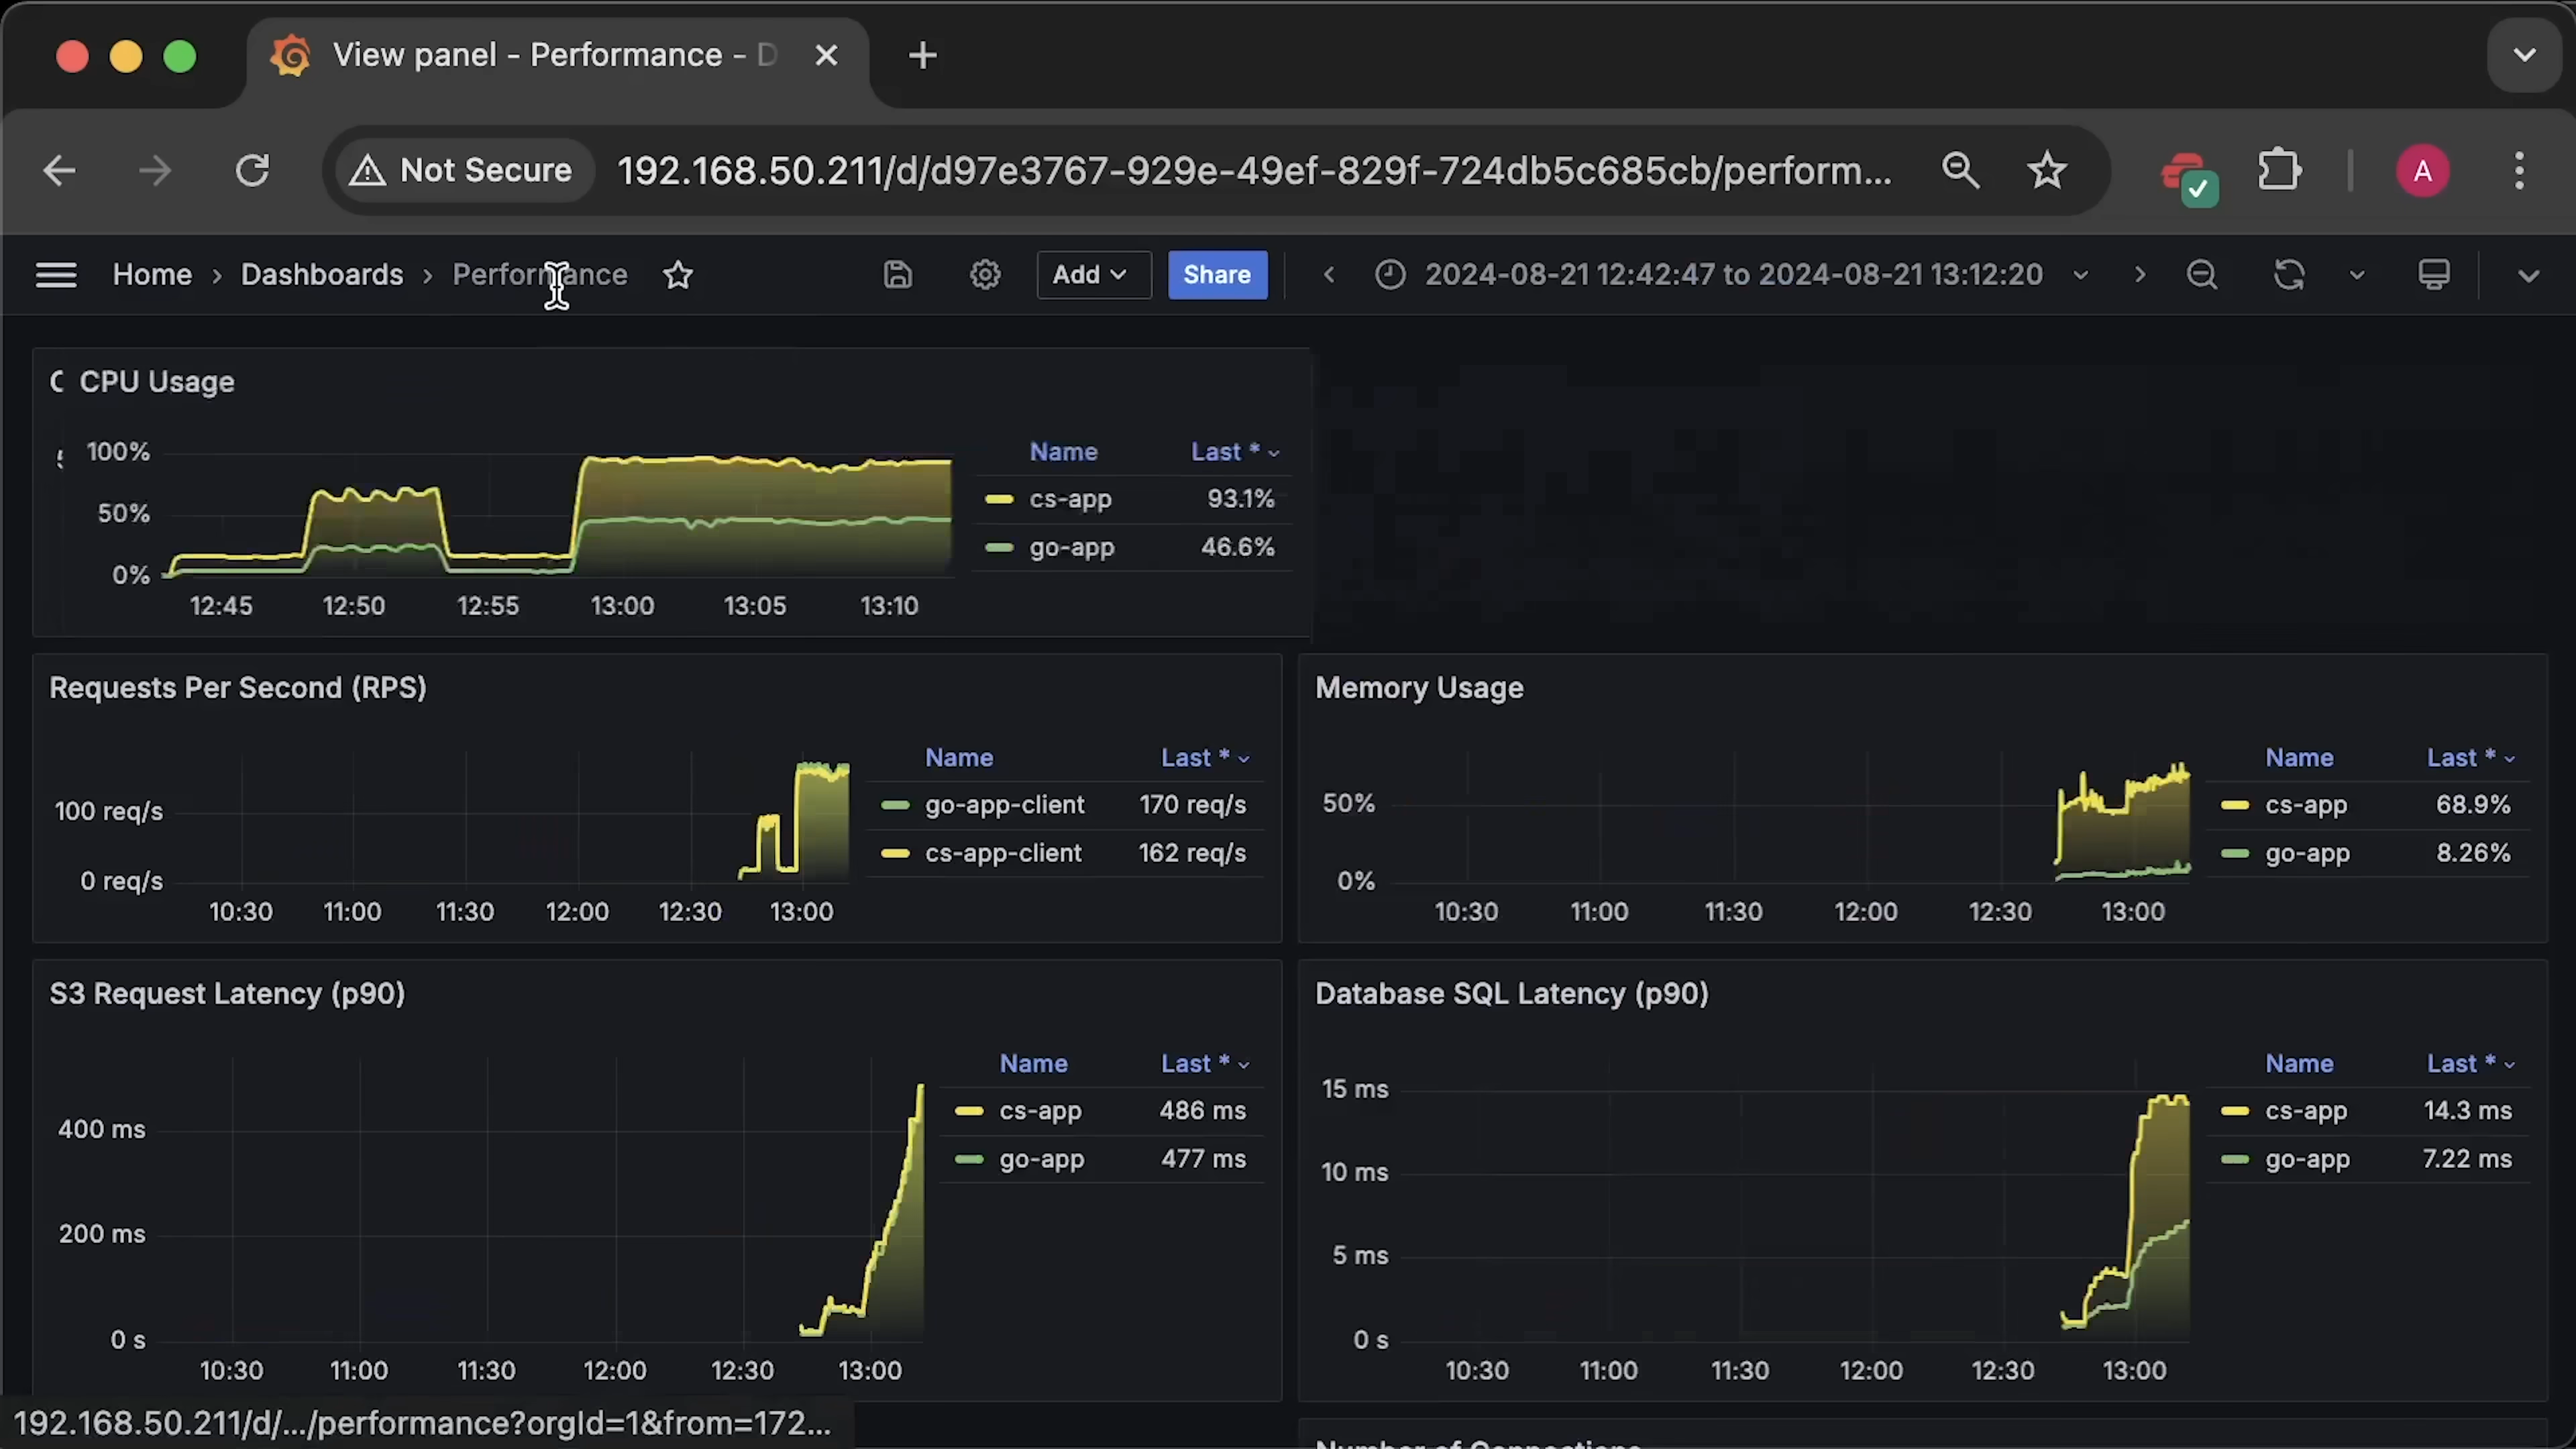 View panel - Performance - D
Not Secure
192.168.50.211/d/d97e3767-929e-49ef-829f-724db5c685cb/perform...
A
Home › Dashboards › Performance
Add
Share
2024-08-21 12:42:47 to 2024-08-21 13:12:20
C CPU Usage
100%
50%
0%
12:45 12:50 12:55 13:00 13:05 13:10
Name Last *
cs-app 93.1%
go-app 46.6%
Requests Per Second (RPS)
100 req/s
0 req/s
10:30 11:00 11:30 12:00 12:30 13:00
Name Last *
go-app-client 170 req/s
cs-app-client 162 req/s
Memory Usage
50%
0%
10:30 11:00 11:30 12:00 12:30 13:00
Name Last *
cs-app 68.9%
go-app 8.26%
S3 Request Latency (p90)
400 ms
200 ms
0 s
10:30 11:00 11:30 12:00 12:30 13:00
Name Last *
cs-app 486 ms
go-app 477 ms
Database SQL Latency (p90)
15 ms
10 ms
5 ms
0 s
10:30 11:00 11:30 12:00 12:30 13:00
Name Last *
cs-app 14.3 ms
go-app 7.22 ms
192.168.50.211/d/.../performance?orgId=1&from=172...
Number of Connections